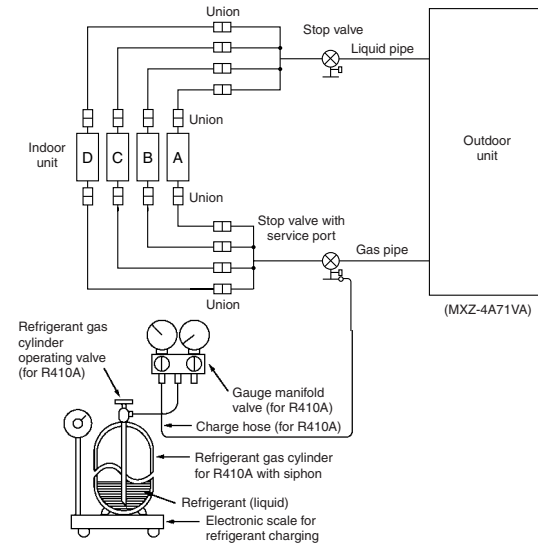 Union
Stop valve
Liquid pipe
Union
Indoor
unit
D
C
B
A
Outdoor
unit
Union
Stop valve with
service port
Gas pipe
Union
(MXZ-4A71VA)
Refrigerant gas
cylinder
operating valve
(for R410A)
Gauge manifold
valve (for R410A)
Charge hose (for R410A)
Refrigerant gas cylinder
for R410A with siphon
Refrigerant (liquid)
Electronic scale for
refrigerant charging